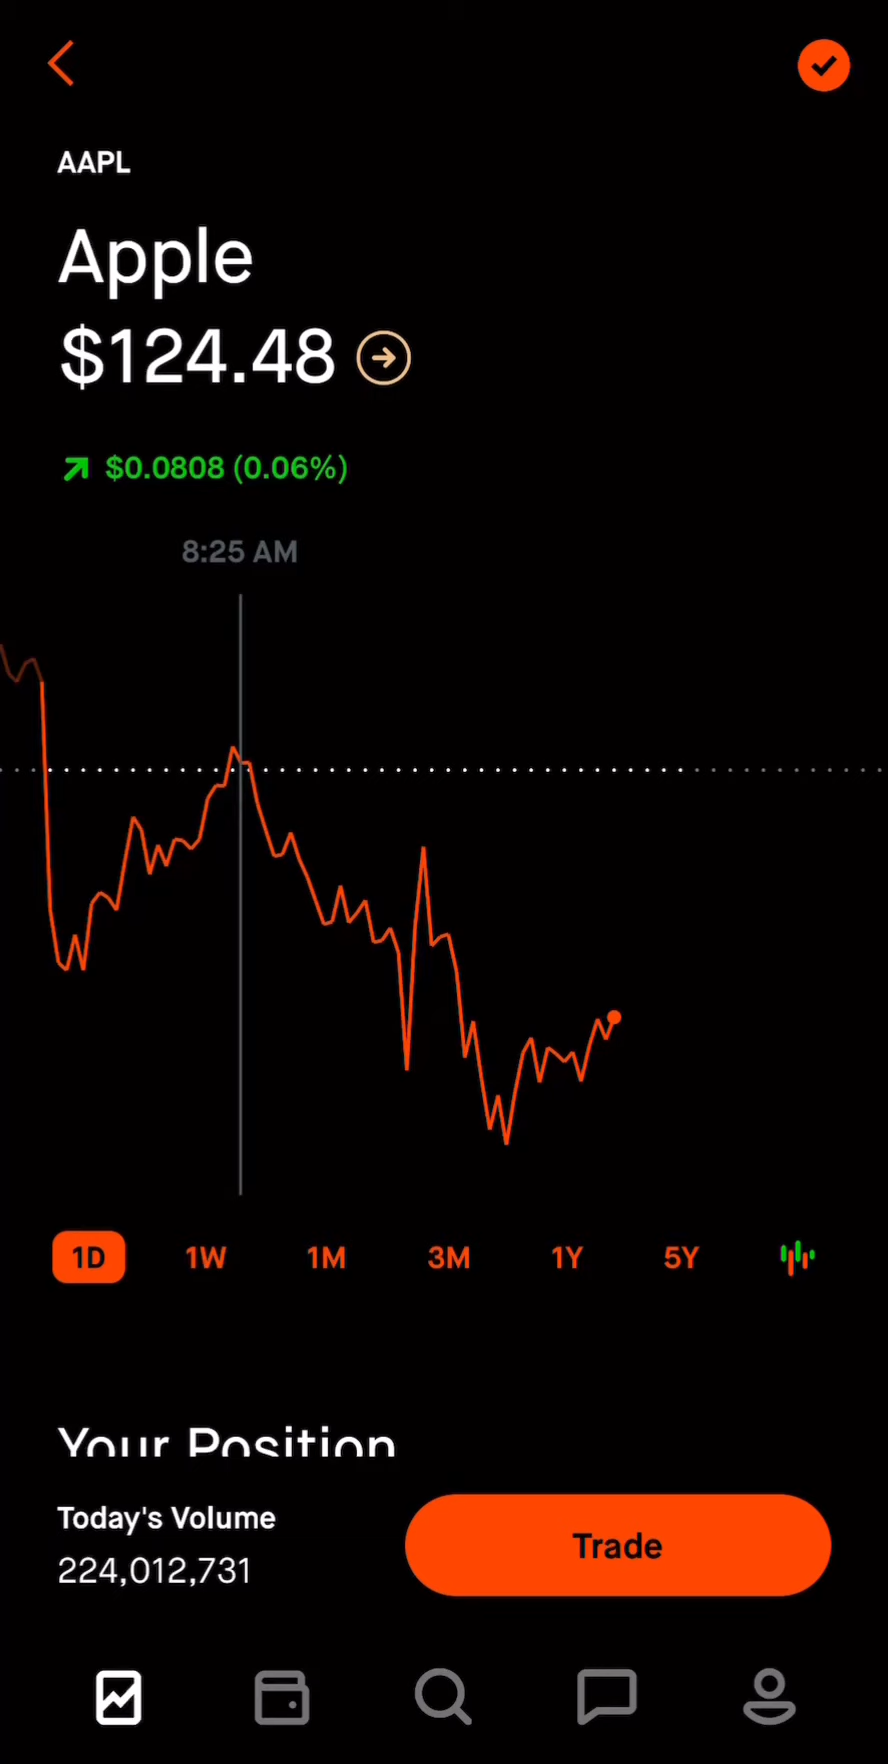 AAPL
Apple
$124.48
$0.0808 (0.06%)
8:25 AM
1D 1W 1M 3M 1Y 5Y
Your Position
Today's Volume
224,012,731
Trade